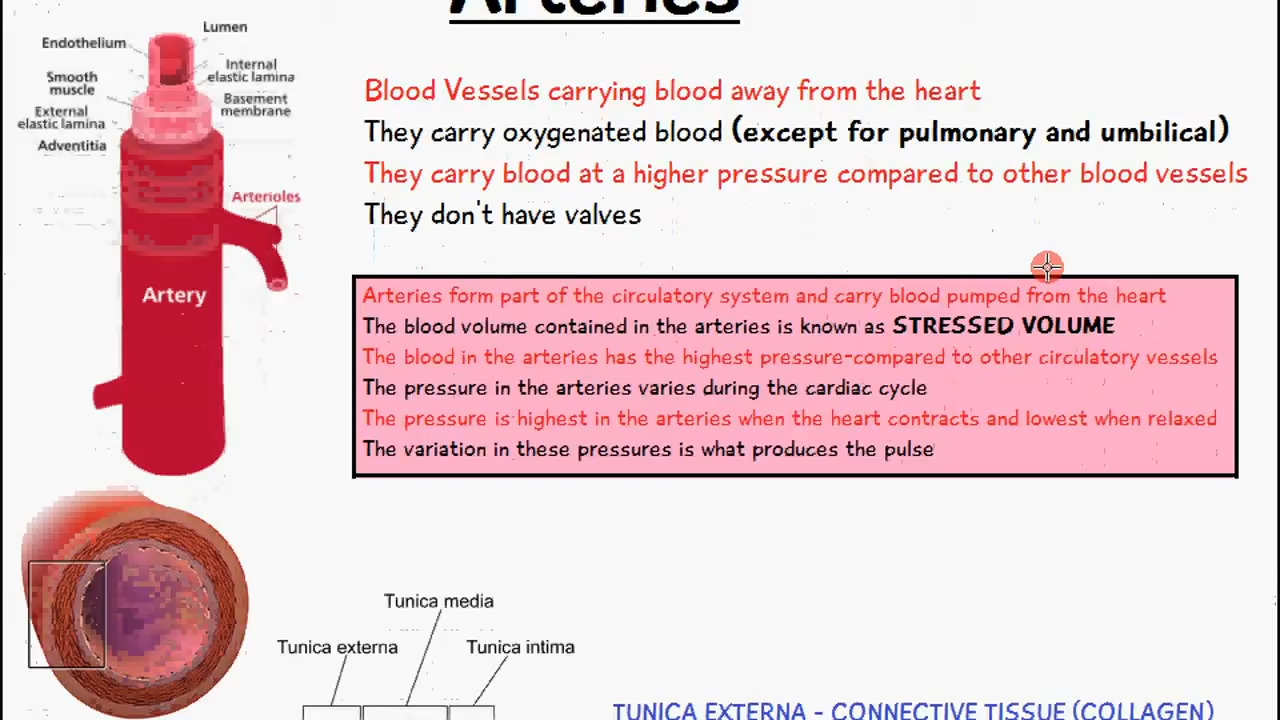 Arteries
Lumen
Endothelium
Internal
elastic lamina
Smooth
muscle
Basement
membrane
External
elastic lamina
Adventitia
Arterioles
Artery
Blood Vessels carrying blood away from the heart
They carry oxygenated blood (except for pulmonary and umbilical)
They carry blood at a higher pressure compared to other blood vessels
They don't have valves
Arteries form part of the circulatory system and carry blood pumped from the heart
The blood volume contained in the arteries is known as STRESSED VOLUME
The blood in the arteries has the highest pressure-compared to other circulatory vessels
The pressure in the arteries varies during the cardiac cycle
The pressure is highest in the arteries when the heart contracts and lowest when relaxed
The variation in these pressures is what produces the pulse
Tunica media
Tunica externa
Tunica intima
TUNICA EXTERNA - CONNECTIVE TISSUE (COLLAGEN)